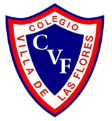 COLEGIO
VILLA DE
LAS FLORES
CVF